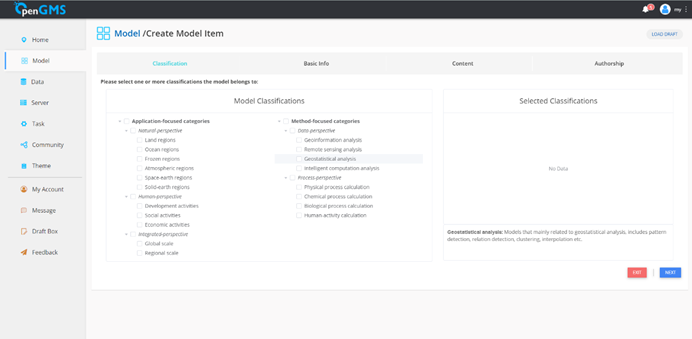 OpenGMS
5
my
Home
Model
Data
Server
Task
Community
Theme
My Account
Message
Draft Box
Feedback
Model /Create Model Item
LOAD DRAFT
Classification
Basic Info
Content
Authorship
Please select one or more classifications the model belongs to:
Model Classifications
Application-focused categories
Natural-perspective
Land regions
Ocean regions
Frozen regions
Atmospheric regions
Space-earth regions
Solid-earth regions
Human-perspective
Development activities
Social activities
Economic activities
Integrated-perspective
Global scale
Regional scale
Method-focused categories
Data-perspective
Geoinformation analysis
Remote sensing analysis
Geostatistical analysis
Intelligent computation analysis
Process-perspective
Physical process calculation
Chemical process calculation
Biological process calculation
Human-activity calculation
Selected Classifications
No Data
Geostatistical analysis: Models that mainly related to geostatistical analysis, includes pattern
detection, relation detection, clustering, interpolation etc.
EXIT
NEXT